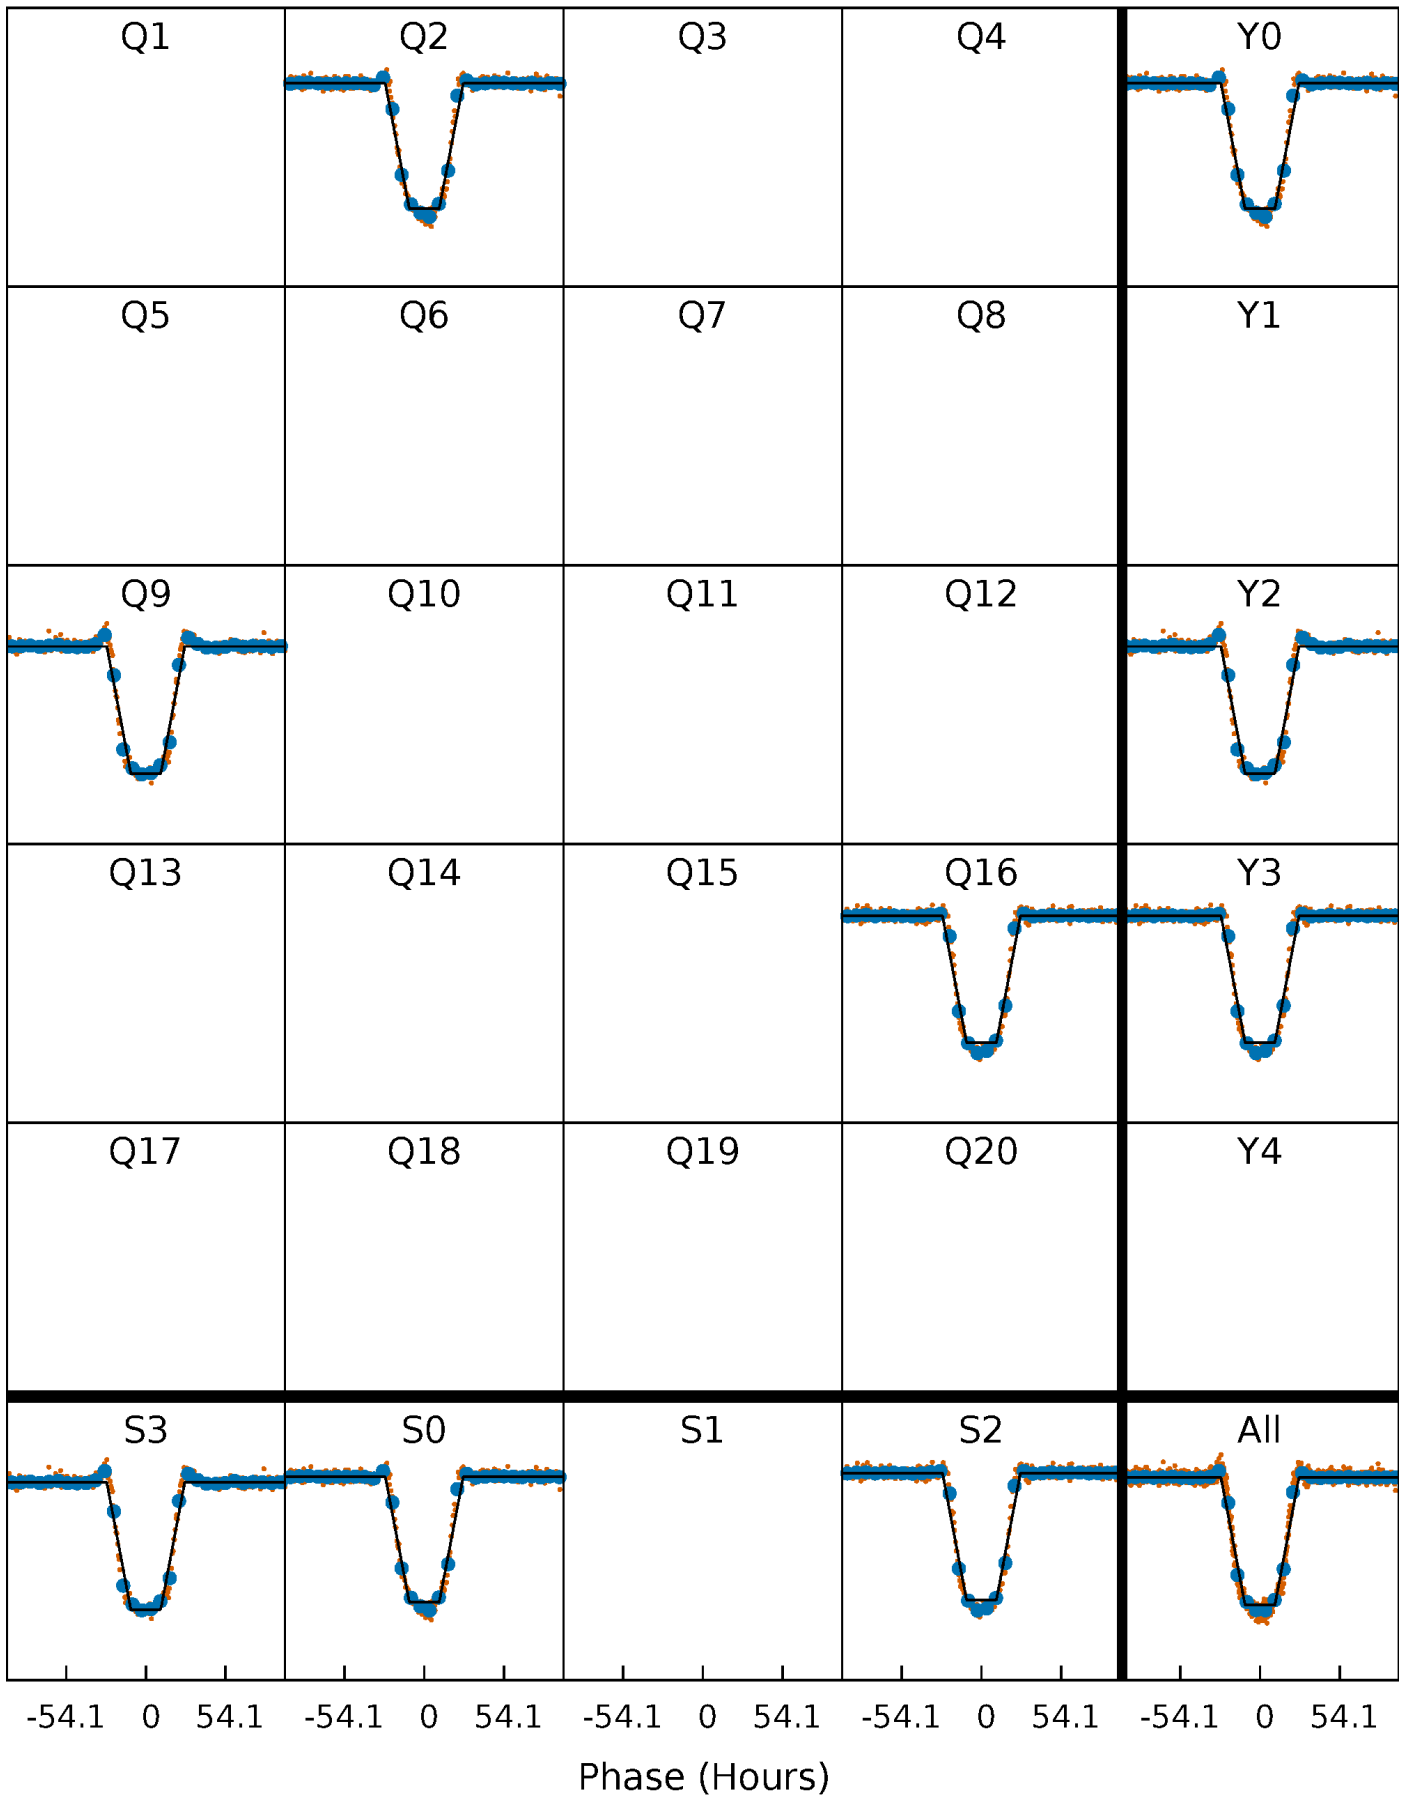 Q1 Q2 Q3 Q4 Y0
Q5 Q6 Q7 Q8 Y1
Q9 Q10 Q11 Q12 Y2
Q13 Q14 Q15 Q16 Y3
Q17 Q18 Q19 Q20 Y4
S3 S0 S1 S2 All
-54.1 0 54.1 -54.1 0 54.1 -54.1 0 54.1 -54.1 0 54.1 -54.1 0 54.1
Phase (Hours)